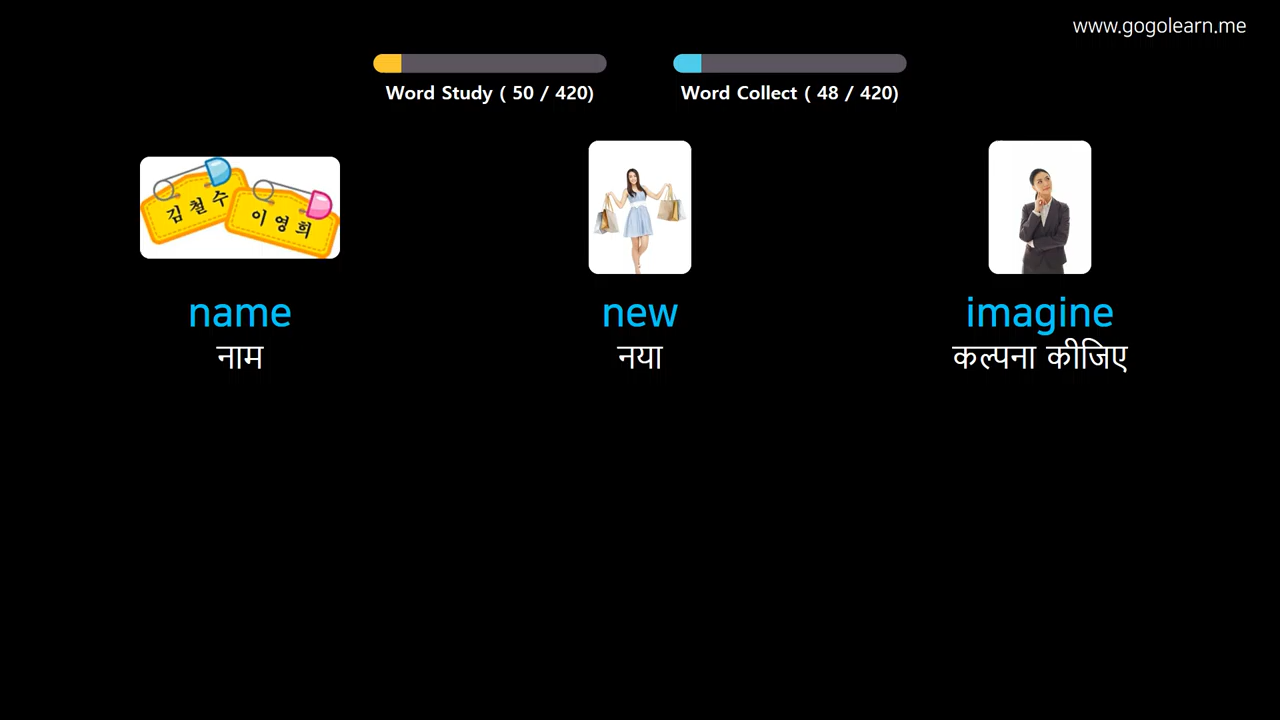 www.gogolearn.me
Word Study ( 50 / 420)
Word Collect ( 48 / 420)
김철수
이영희
name
new
imagine
नाम
नया
कल्पना कीजिए